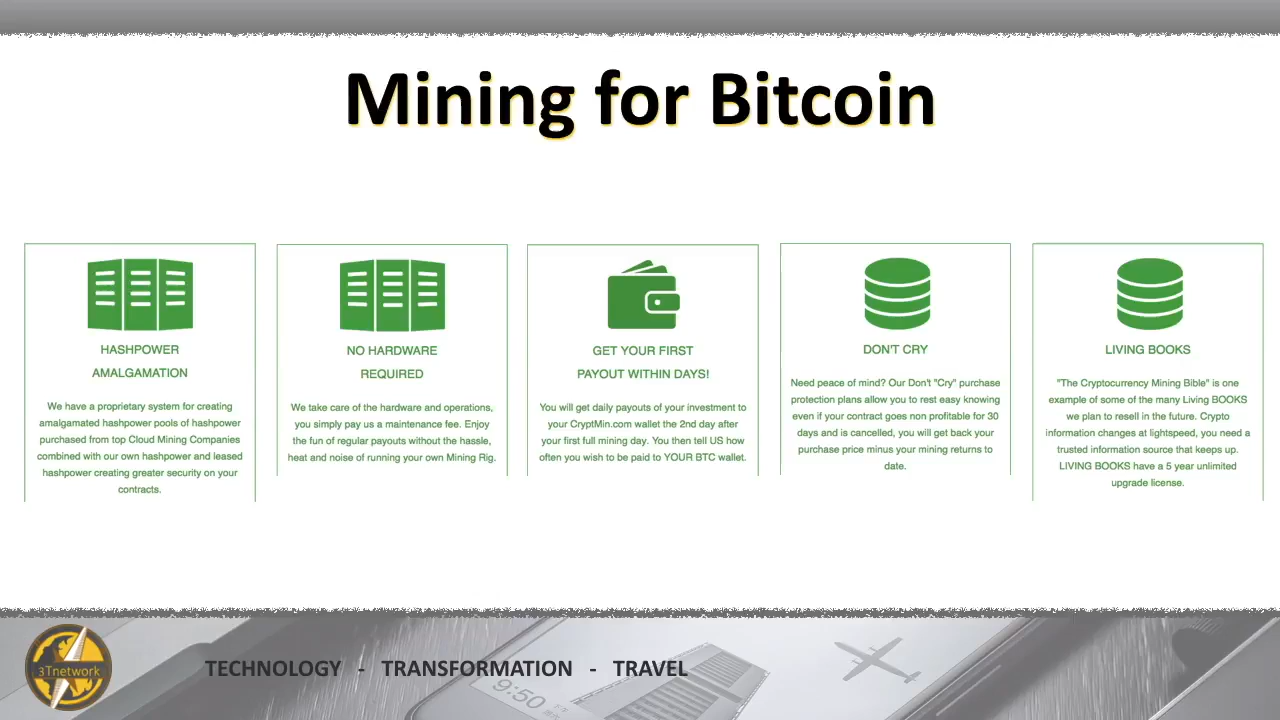 Mining for Bitcoin
HASHPOWER
AMALGAMATION
We have a proprietary system for creating
amalgamated hashpower pools of hashpower
purchased from top Cloud Mining Companies
combined with our own hashpower and leased
hashpower creating greater security on your
contracts.
NO HARDWARE
REQUIRED
We take care of the hardware and operations,
you simply pay us a maintenance fee. Enjoy
the fun of regular payouts without the hassle,
heat and noise of running your own Mining Rig.
GET YOUR FIRST
PAYOUT WITHIN DAYS!
You will get daily payouts of your investment to
your CryptMin.com wallet the 2nd day after
your first full mining day. You then tell US how
often you wish to be paid to YOUR BTC wallet.
DON'T CRY
Need peace of mind? Our Don't "Cry" purchase
protection plans allow you to rest easy knowing
even if your contract goes non profitable for 30
days and is cancelled, you will get back your
purchase price minus your mining returns to
date.
LIVING BOOKS
"The Cryptocurrency Mining Bible" is one
example of some of the many Living BOOKS
we plan to resell in the future. Crypto
information changes at lightspeed, you need a
trusted information source that keeps up.
LIVING BOOKS have a 5 year unlimited
upgrade license.
3Tnetwork
TECHNOLOGY - TRANSFORMATION - TRAVEL
9:50